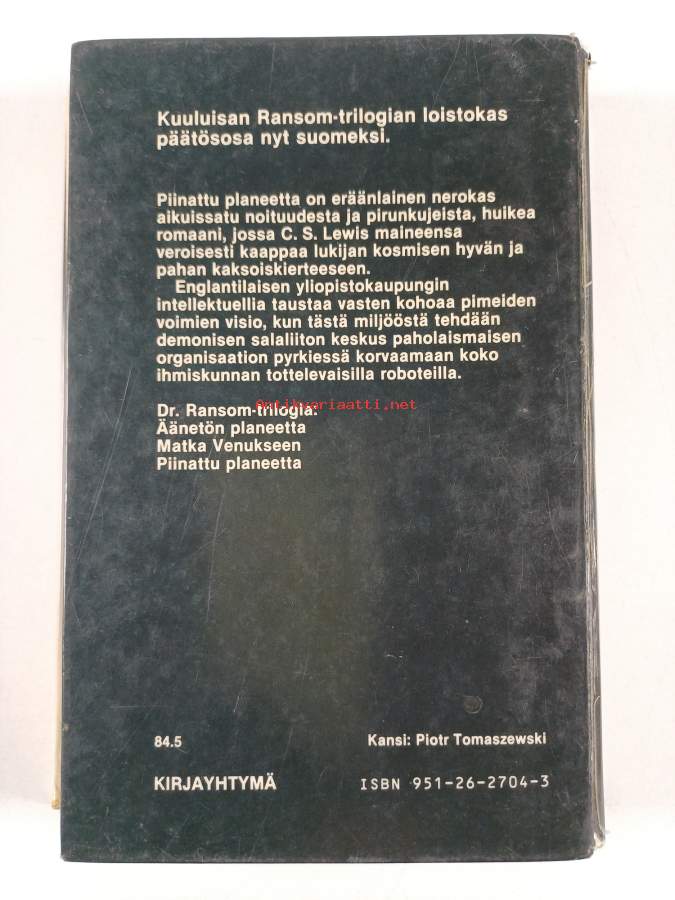 Kuuluisan Ransom-trilogian loistokas
päätösosa nyt suomeksi.
Piinattu planeetta on eräänlainen nerokas
aikuissatu noituudesta ja pirunkujeista, huikea
romaani, jossa C. S. Lewis maineensa
veroisesti kaappaa lukijan kosmisen hyvän ja
pahan kaksoiskierteeseen.
Englantilaisen yliopistokaupungin
intellektuellia taustaa vasten kohoaa pimeiden
voimien visio, kun tästä miljööstä tehdään
demonisen salaliiton keskus paholaismaisen
organisaation pyrkiessä korvaamaan koko
ihmiskunnan tottelevaisilla roboteilla.
Antikvariaatti.net
Dr. Ransom-trilogia:
Äänetön planeetta
Matka Venukseen
Piinattu planeetta
84.5 Kansi: Piotr Tomaszewski
KIRJAYHTYMÄ ISBN 951-26-2704-3